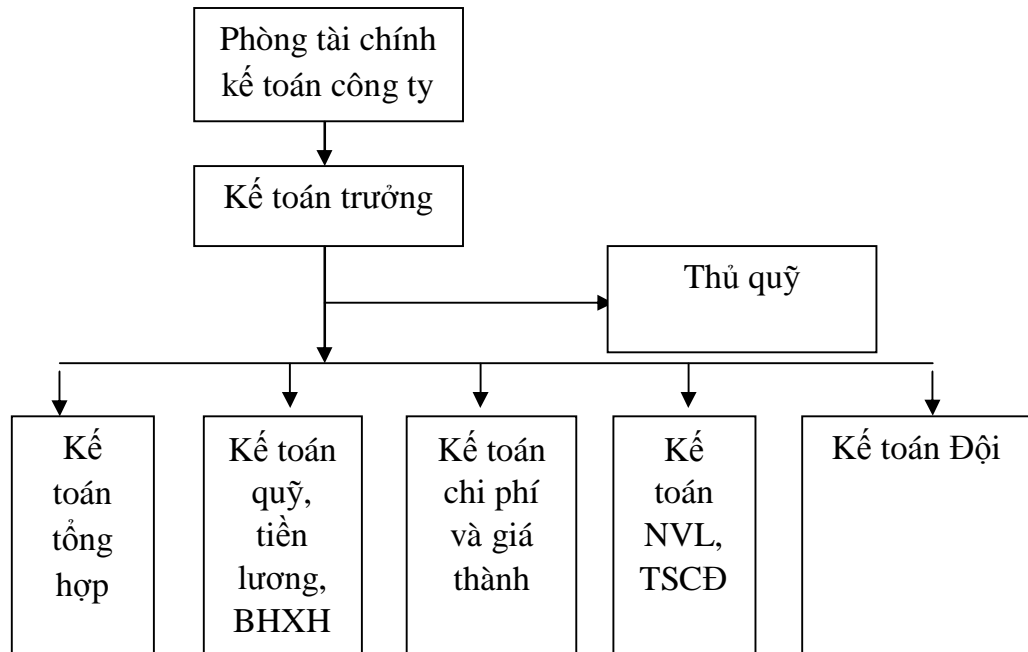 Phòng tài chính
kế toán công ty
Kế toán trưởng
Thủ quỹ
Kế
toán
tổng
hợp
Kế toán
quỹ,
tiền
lương,
BHXH
Kế toán
chi phí
và giá
thành
Kế
toán
NVL,
TSCĐ
Kế toán Đội